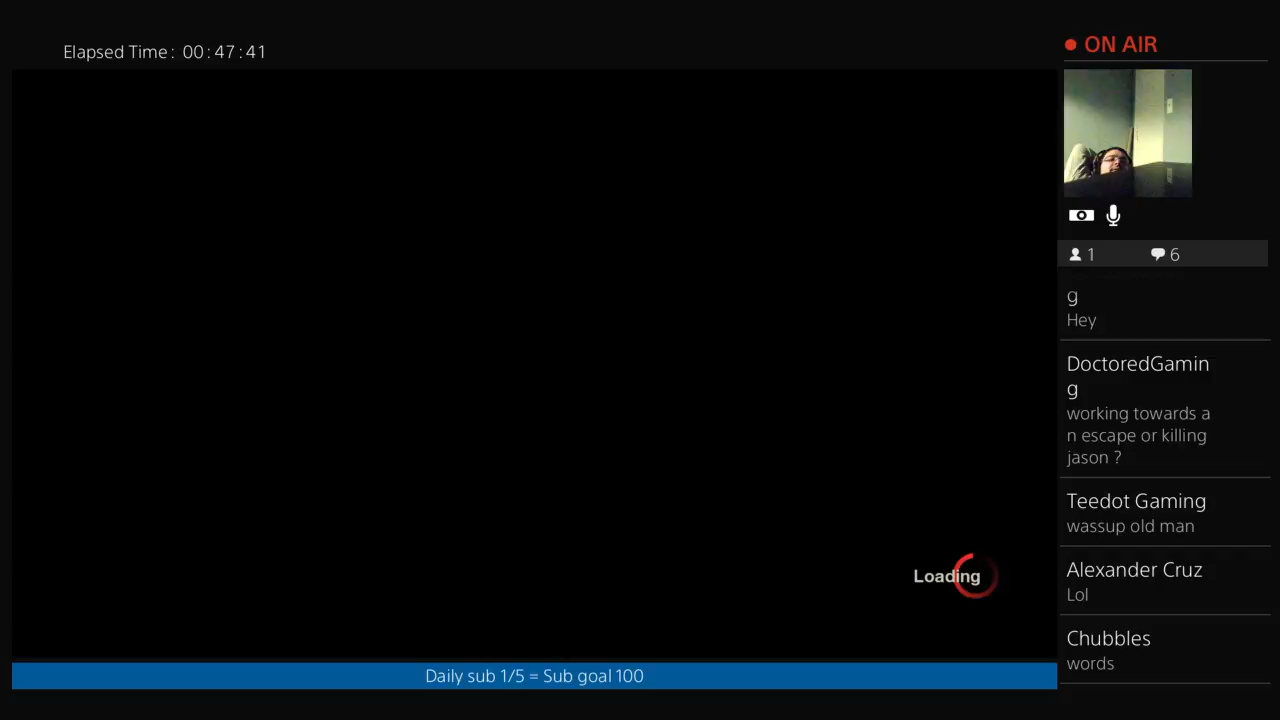 Elapsed Time: 00:47:41
ON AIR
1 6
g
Hey
DoctoredGamin
g
working towards a
n escape or killing
jason ?
Teedot Gaming
wassup old man
Alexander Cruz
Lol
Chubbles
words
Loading
Daily sub 1/5 = Sub goal 100